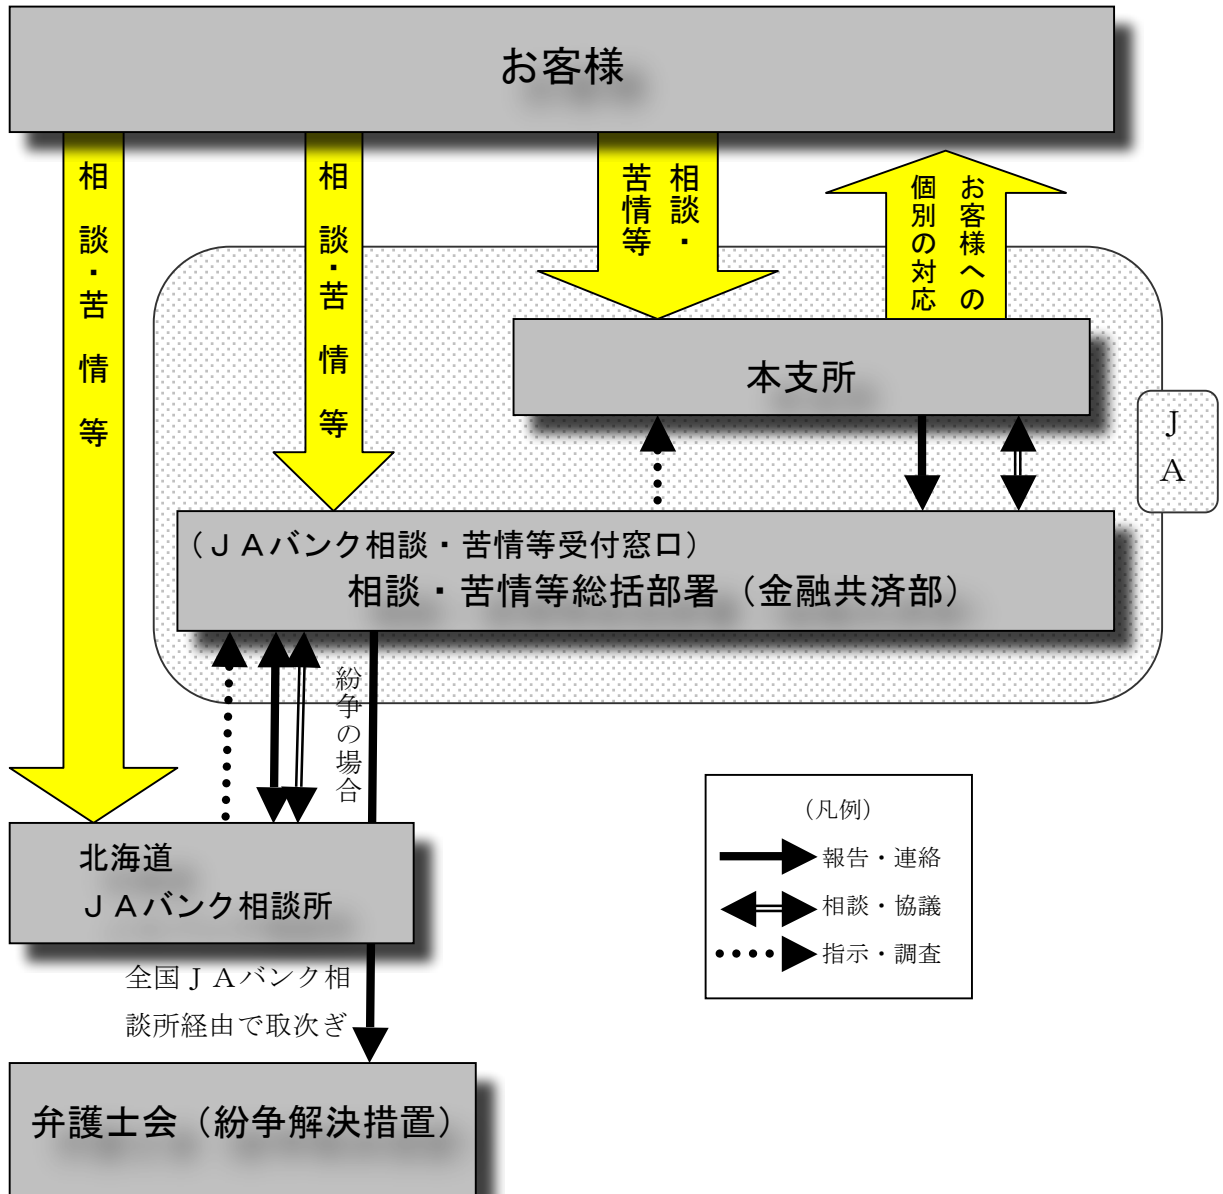 お客様
相談・苦情等
相談・苦情等
相談・
苦情等
お客様への
個別の対応
本支所
ＪＡ
（ＪＡバンク相談・苦情等受付窓口）
相談・苦情等総括部署（金融共済部）
紛争の場合
（凡例）
報告・連絡
相談・協議
指示・調査
北海道
ＪＡバンク相談所
全国ＪＡバンク相
談所経由で取次ぎ
弁護士会（紛争解決措置）